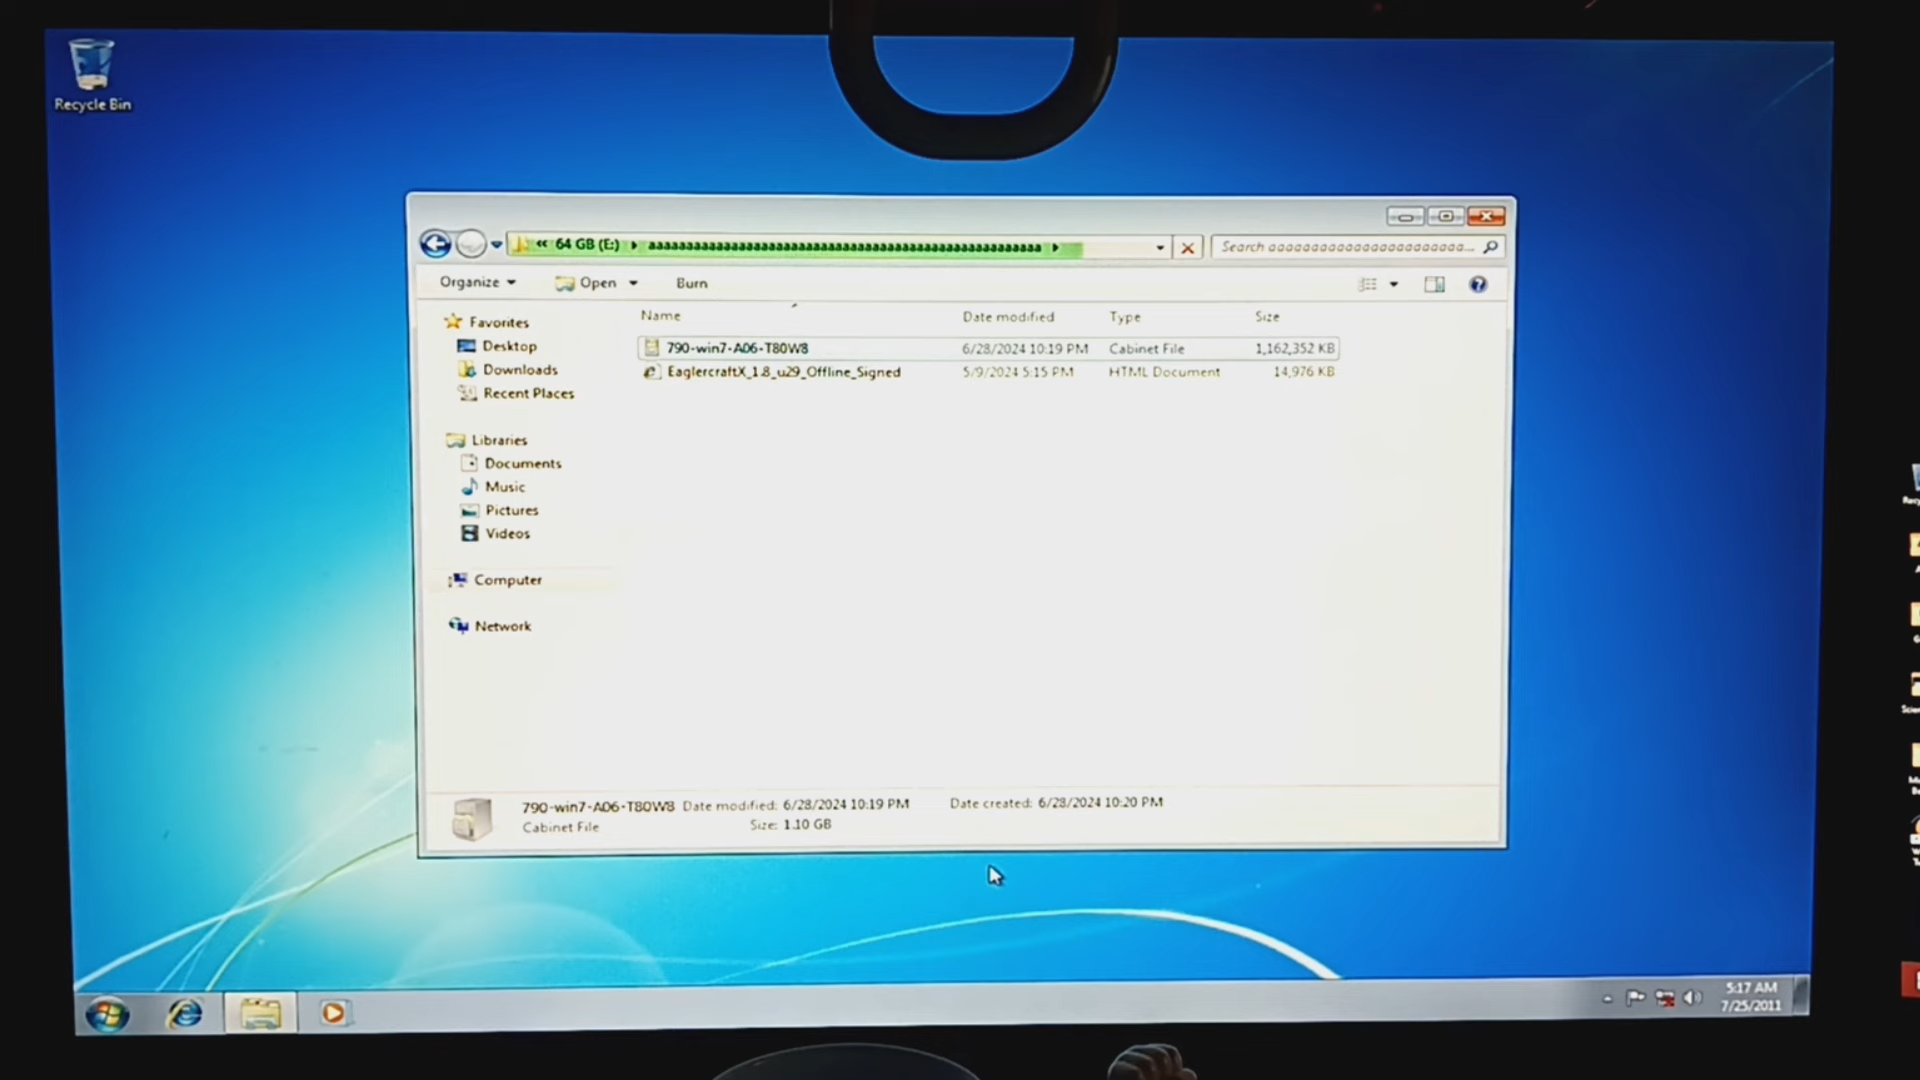 Recycle Bin
« 64 GB (E:) ▸ aaaaaaaaaaaaaaaaaaaaaaaaaaaaaaaaaaaaaaaaaaaaaaaaa ▸
Search aaaaaaaaaaaaaaaaaaaaaaaa...
Organize Open Burn
Name Date modified Type Size
790-win7-A06-T80W8 6/28/2024 10:19 PM Cabinet File 1,162,352 KB
EaglercraftX_1.8_u29_Offline_Signed 5/9/2024 5:15 PM HTML Document 14,976 KB
Favorites
Desktop
Downloads
Recent Places
Libraries
Documents
Music
Pictures
Videos
Computer
Network
790-win7-A06-T80W8 Date modified: 6/28/2024 10:19 PM Date created: 6/28/2024 10:20 PM
Cabinet File Size: 1.10 GB
5:17 AM
7/25/2011